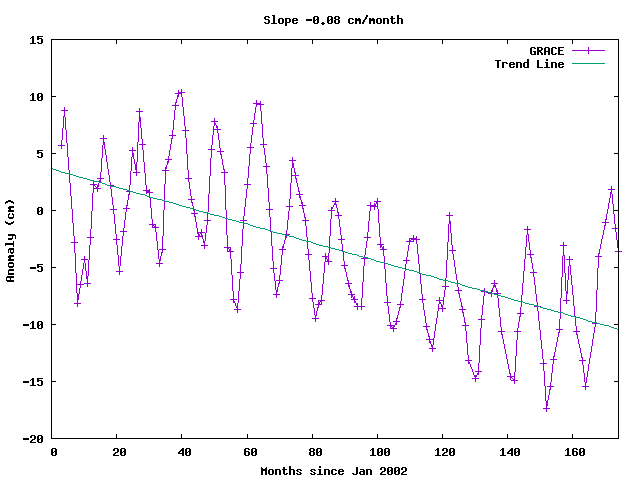 Slope -0.08 cm/month
GRACE
Trend Line
15
10
5
0
-5
-10
-15
-20
Anomaly (cm)
0 20 40 60 80 100 120 140 160
Months since Jan 2002